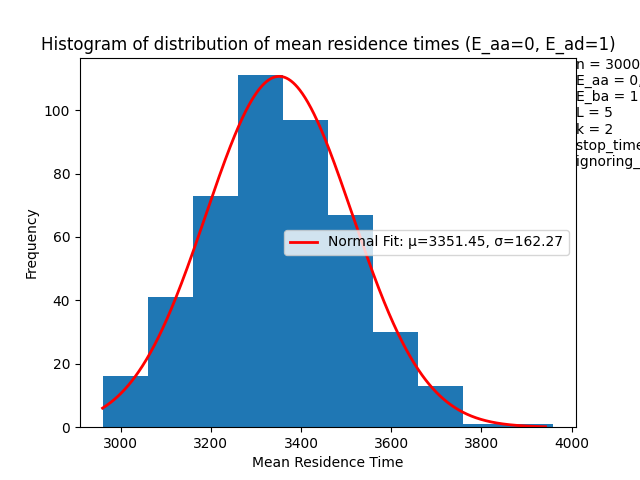 Histogram of distribution of mean residence times (E_aa=0, E_ad=1)
n = 3000
E_aa = 0,
E_ba = 1
L = 5
k = 2
stop_time
ignoring_
Normal Fit: μ=3351.45, σ=162.27
Frequency
100
80
60
40
20
0
3000 3200 3400 3600 3800 4000
Mean Residence Time